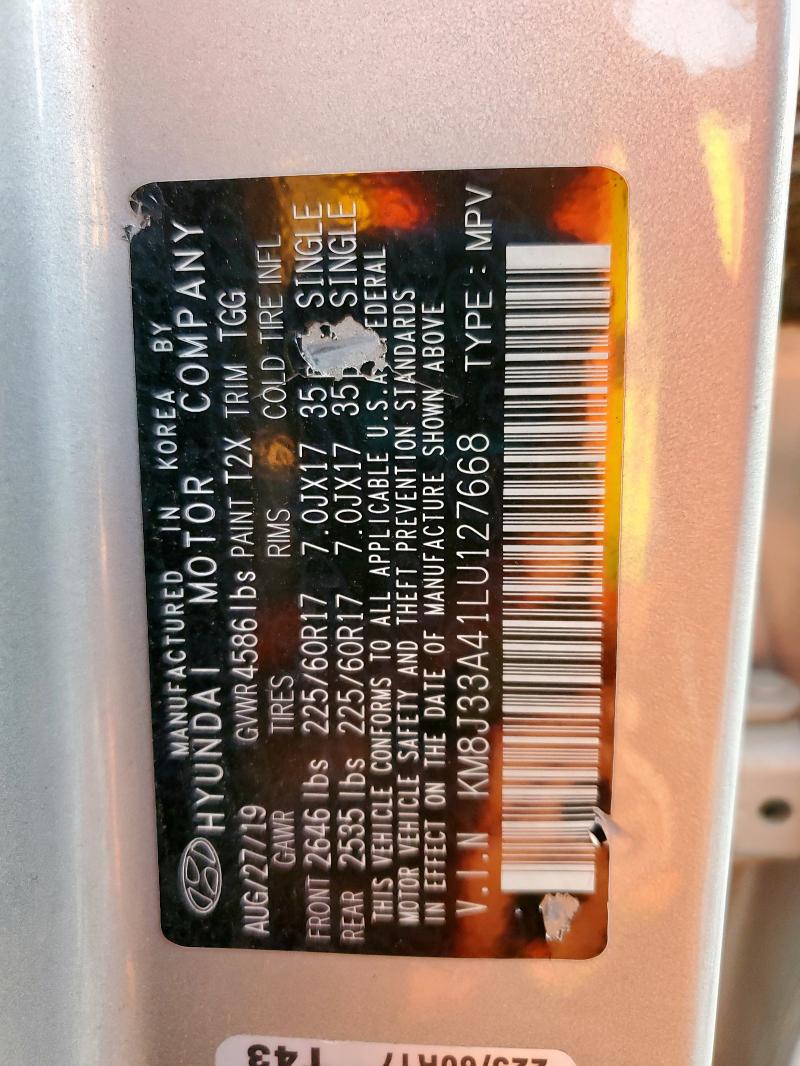 MANUFACTURED IN KOREA BY
HYUNDAI MOTOR COMPANY
AUG/27/19 GVWR4586lbs PAINT T2X TRIM TGG
GAWR TIRES RIMS COLD TIRE INFL
FRONT 2646 lbs 225/60R17 7.0JX17 35 SINGLE
REAR 2535 lbs 225/60R17 7.0JX17 35 SINGLE
THIS VEHICLE CONFORMS TO ALL APPLICABLE U.S.A FEDERAL
MOTOR VEHICLE SAFETY AND THEFT PREVENTION STANDARDS
IN EFFECT ON THE DATE OF MANUFACTURE SHOWN ABOVE
V.I.N KM8J33A41LU127668 TYPE : MPV
T43